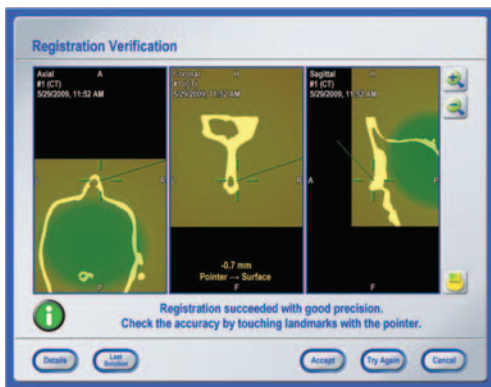 Registration Verification
Axial
A
#1 (CT)
5/29/2009, 11:52 AM
L
R
P
Coronal
H
#1 (CT)
5/29/2009, 11:52 AM
L
R
-0.7 mm
Pointer → Surface
F
Sagittal
H
#1 (CT)
5/29/2009, 11:52 AM
A
P
F
Registration succeeded with good precision.
Check the accuracy by touching landmarks with the pointer.
Details
Last
Solution
Accept
Try Again
Cancel